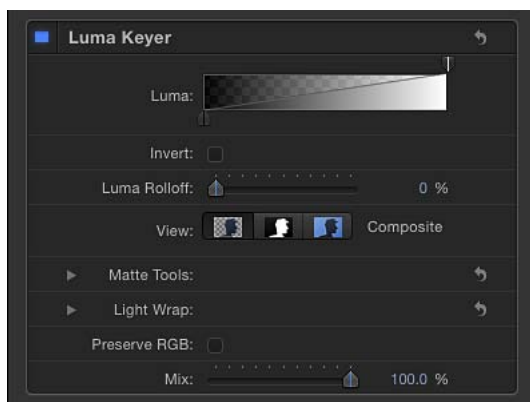 Luma Keyer
Luma:
Invert:
Luma Rolloff: 0 %
View: Composite
Matte Tools:
Light Wrap:
Preserve RGB:
Mix: 100.0 %